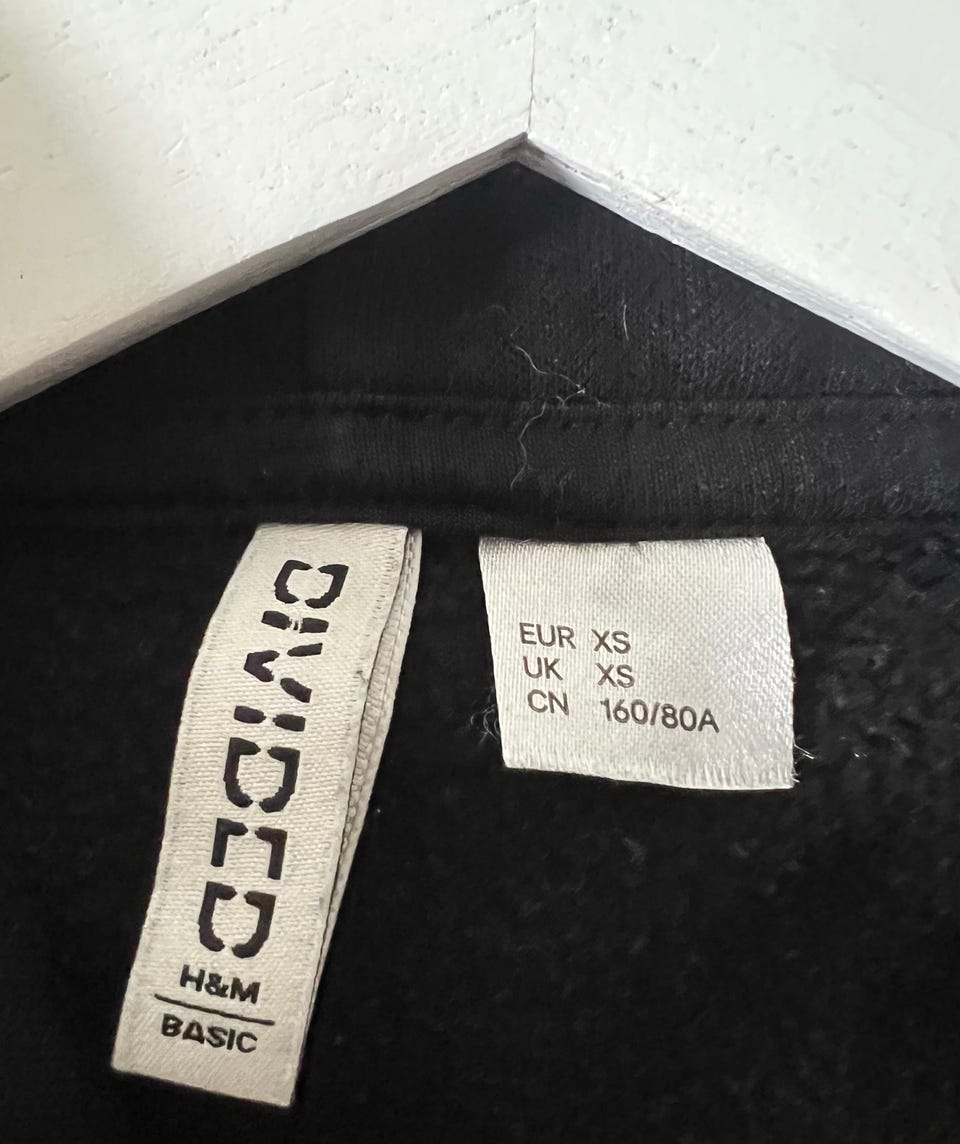 DIVIDED
H&M
BASIC
EUR XS
UK XS
CN 160/80A